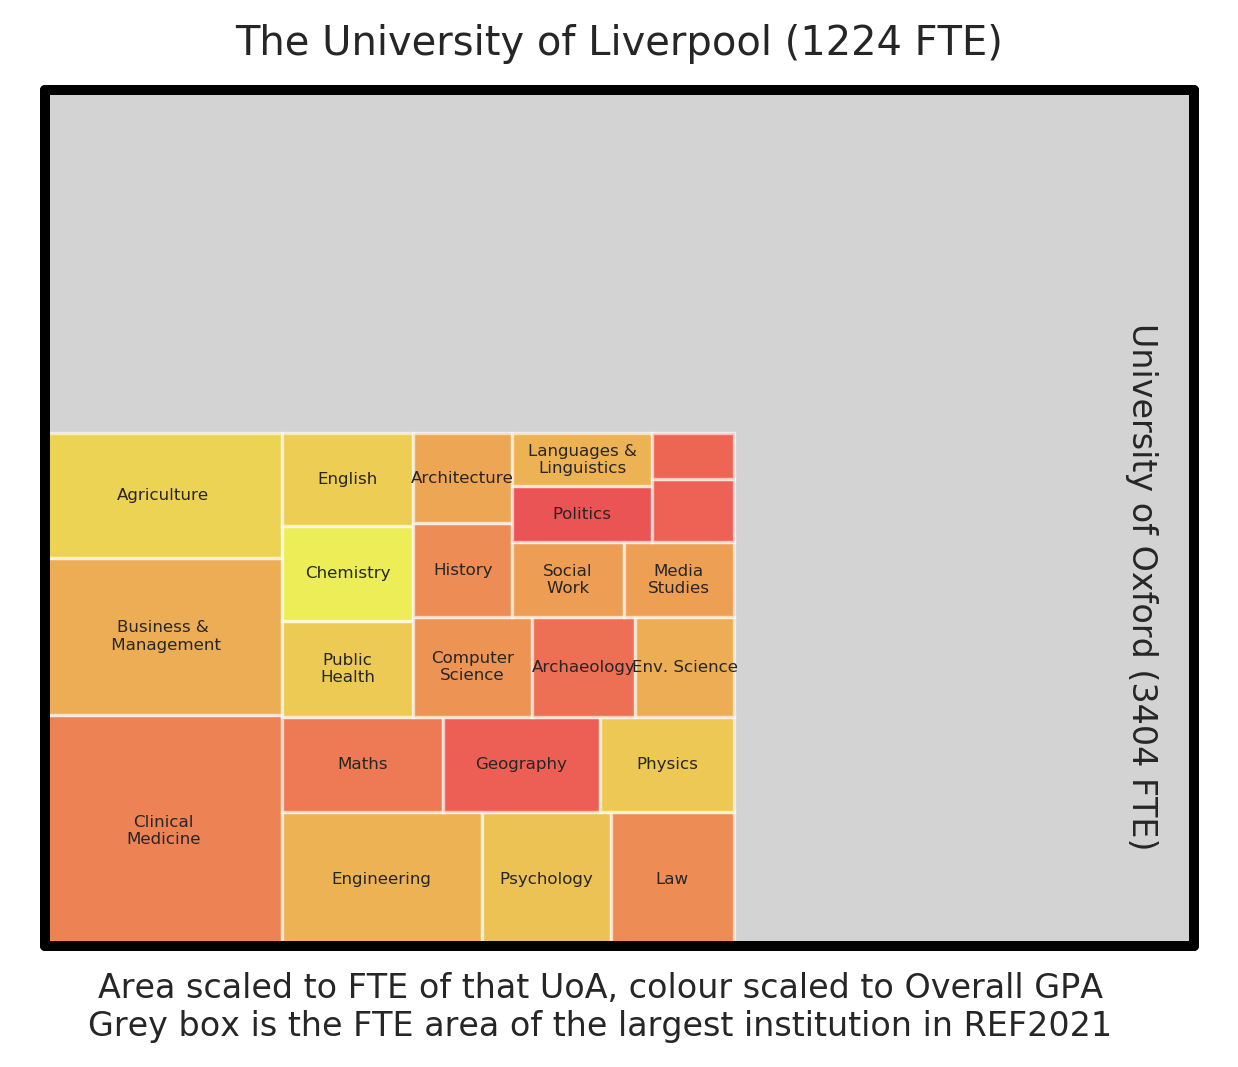 The University of Liverpool (1224 FTE)
University of Oxford (3404 FTE)
Agriculture
English
Architecture
Languages &
Linguistics
Politics
Chemistry
History
Social
Work
Media
Studies
Business &
Management
Public
Health
Computer
Science
Archaeology
Env. Science
Maths
Geography
Physics
Clinical
Medicine
Engineering
Psychology
Law
Area scaled to FTE of that UoA, colour scaled to Overall GPA
Grey box is the FTE area of the largest institution in REF2021